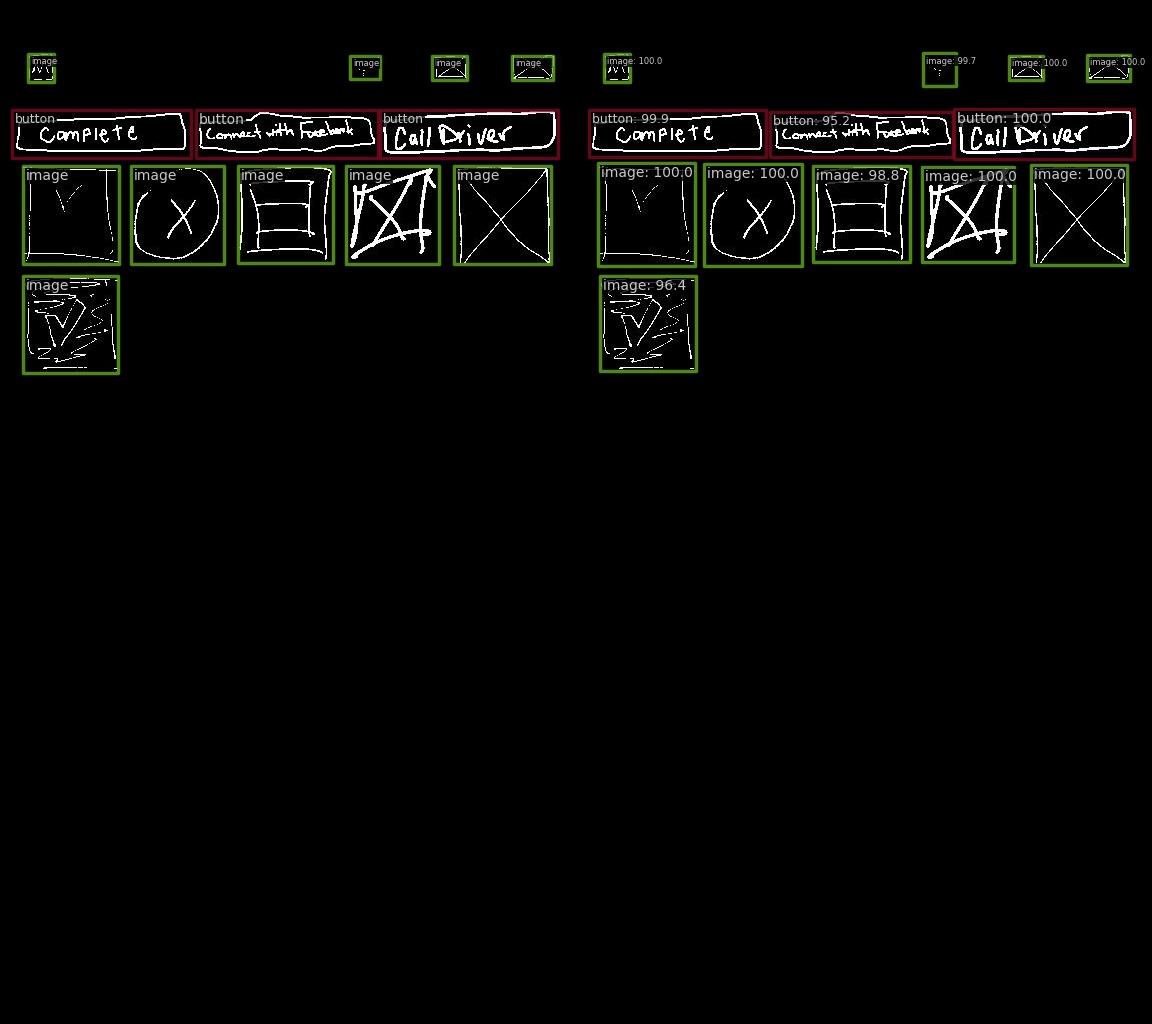 image image image image image: 100.0 image: 99.7 image: 100.0 image: 100.0
button button button button: 99.9 button: 95.2 button: 100.0
Complete Connect with Facebook Call Driver Complete Connect with Facebook Call Driver
image image image image image image: 100.0 image: 100.0 image: 98.8 image: 100.0 image: 100.0
image image: 96.4